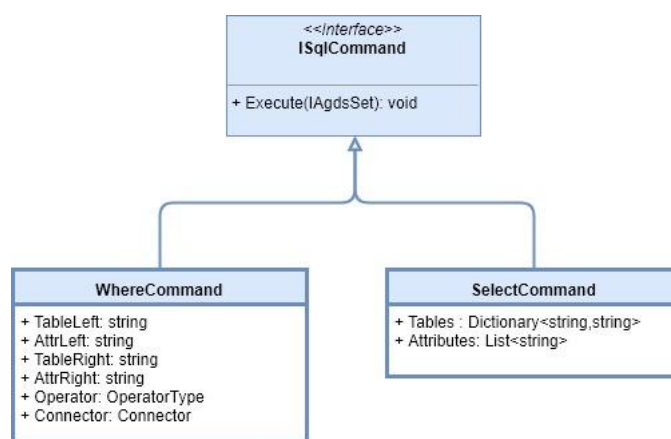 <<Interface>>
ISqlCommand
+ Execute(IAgdsSet): void
WhereCommand
+ TableLeft: string
+ AttrLeft: string
+ TableRight: string
+ AttrRight: string
+ Operator: OperatorType
+ Connector: Connector
SelectCommand
+ Tables : Dictionary<string,string>
+ Attributes: List<string>